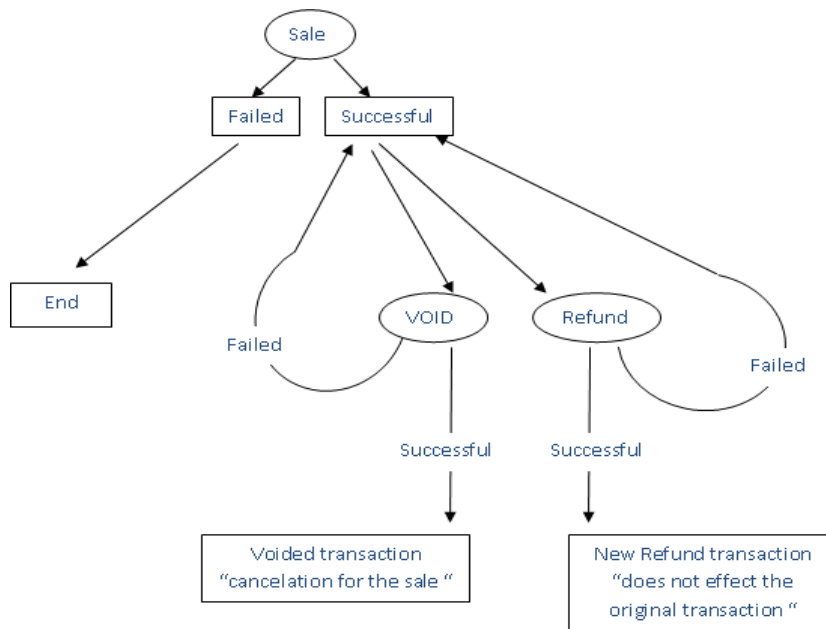 Sale
Failed
Successful
End
VOID
Refund
Failed
Failed
Successful
Successful
Voided transaction
“cancelation for the sale “
New Refund transaction
“does not effect the
original transaction “